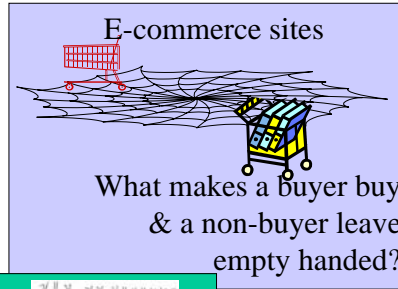 E-commerce sites
What makes a buyer buy
& a non-buyer leave
empty handed?